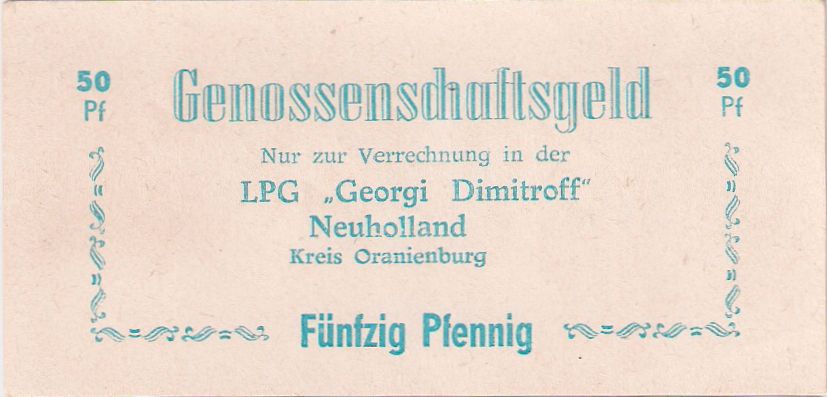 50 Pf
Genossenschaftsgeld
50 Pf
Nur zur Verrechnung in der
LPG „Georgi Dimitroff“
Neuholland
Kreis Oranienburg
Fünfzig Pfennig